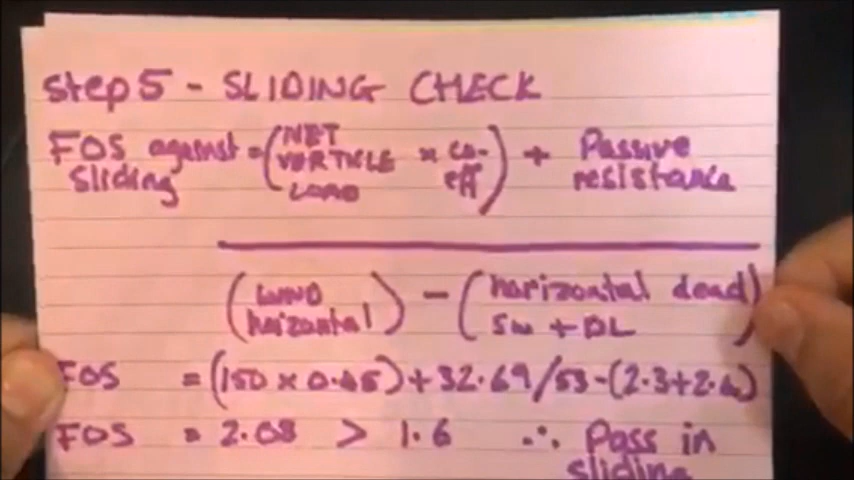 Step 5 - SLIDING CHECK
FOS against sliding = (NET VERTICLE LOAD × co-eff) + Passive resistance
(WIND hoizontal) - (horizontal dead SW + DL)
FOS = (150 × 0.45) + 32.69/53-(2.3+2.6)
FOS = 2.08 > 1.6 ∴ Pass in sliding